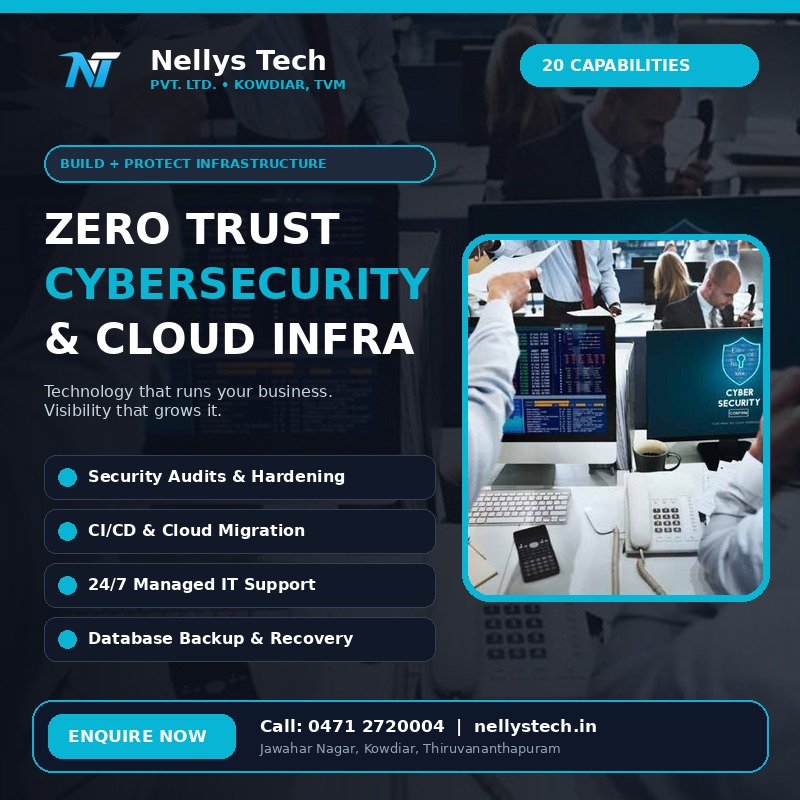 NT
Nellys Tech
PVT. LTD. • KOWDIAR, TVM
20 CAPABILITIES
BUILD + PROTECT INFRASTRUCTURE
ZERO TRUST
CYBERSECURITY
& CLOUD INFRA
Technology that runs your business.
Visibility that grows it.
CYBER
SECURITY
Security Audits & Hardening
CI/CD & Cloud Migration
24/7 Managed IT Support
Database Backup & Recovery
ENQUIRE NOW
Call: 0471 2720004 | nellystech.in
Jawahar Nagar, Kowdiar, Thiruvananthapuram